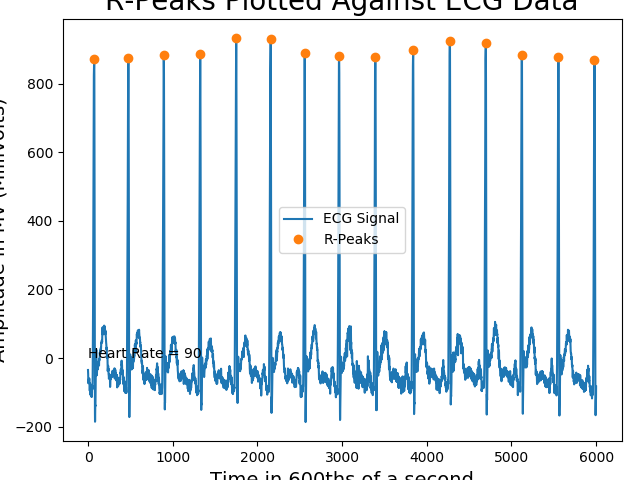 R-Peaks Plotted Against ECG Data
Amplitude in MV (Millivolts)
800
600
400
200
0
−200
ECG Signal
R-Peaks
Heart Rate = 90
0
1000
2000
3000
4000
5000
6000
Time in 600ths of a second